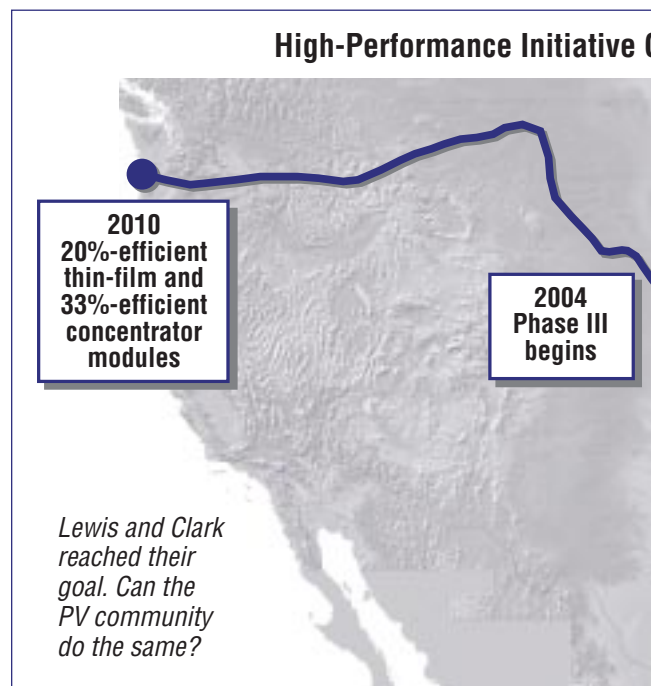 High-Performance Initiative
2010
20%-efficient
thin-film and
33%-efficient
concentrator
modules
2004
Phase III
begins
Lewis and Clark
reached their
goal. Can the
PV community
do the same?